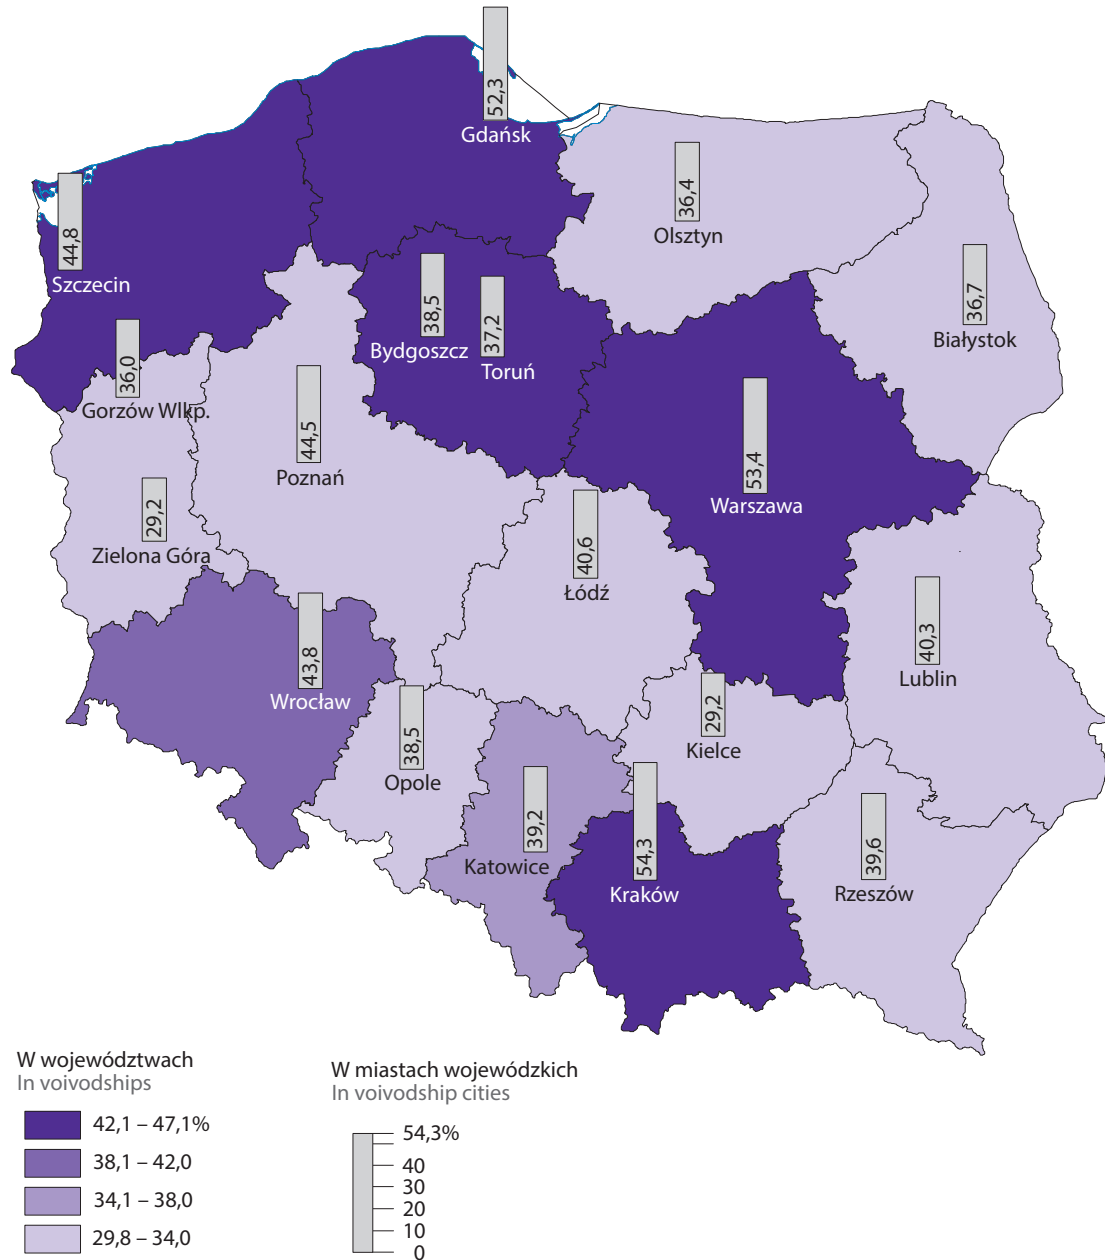 52,3
Gdańsk
36,4
Olsztyn
44,8
Szczecin
36,7
Białystok
38,5
Bydgoszcz
37,2
Toruń
36,0
Gorzów Wlkp.
44,5
Poznań
53,4
Warszawa
29,2
Zielona Góra
40,6
Łódź
40,3
Lublin
43,8
Wrocław
29,2
Kielce
38,5
Opole
39,2
Katowice
54,3
Kraków
39,6
Rzeszów
W województwach
In voivodships
42,1 – 47,1%
38,1 – 42,0
34,1 – 38,0
29,8 – 34,0
W miastach wojewódzkich
In voivodship cities
54,3%
40
30
20
10
0